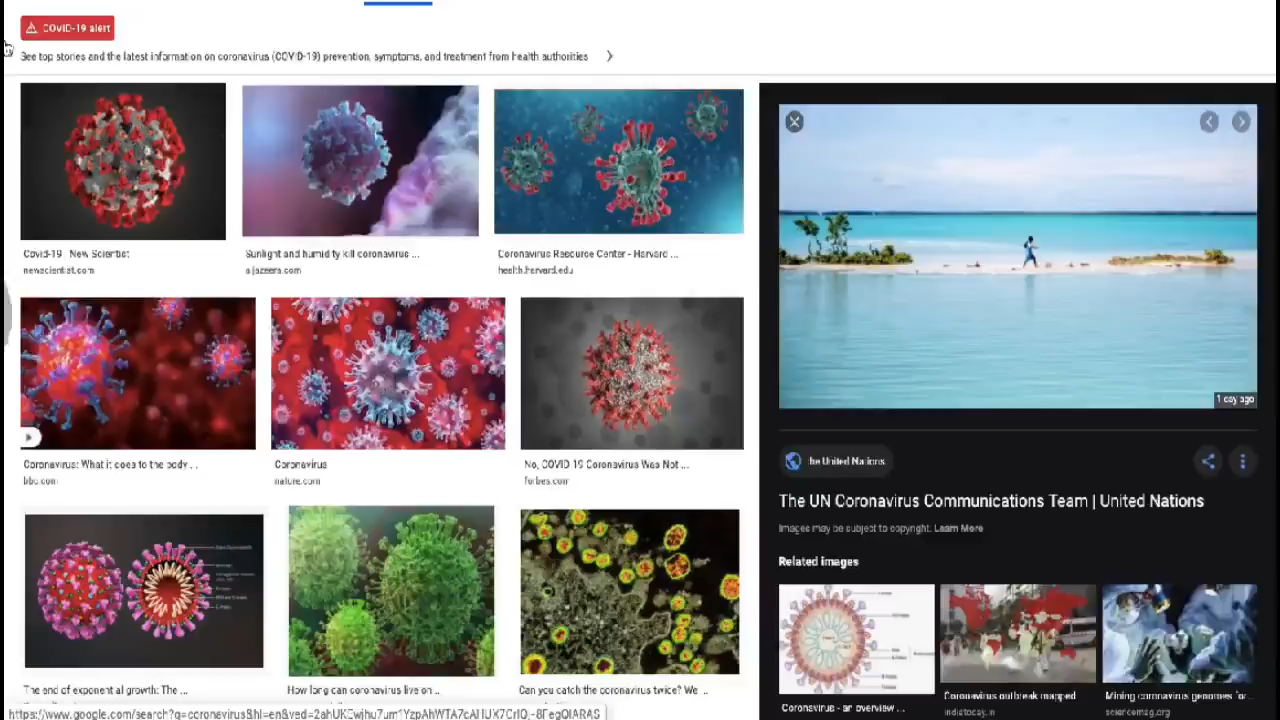 COVID-19 alert
See top stories and the latest information on coronavirus (COVID-19) prevention, symptoms, and treatment from health authorities
Covid-19 New Scientist
newscientist.com
Sunlight and humidity kill coronavirus ...
aljazeera.com
Coronavirus Resource Center - Harvard ...
health.harvard.edu
Coronavirus: What it does to the body ...
bbc.com
Coronavirus
nature.com
No, COVID-19 Coronavirus Was Not ...
forbes.com
The end of exponential growth: The ...
How long can coronavirus live on ...
Can you catch the coronavirus twice? We ...
1 day ago
the United Nations
The UN Coronavirus Communications Team | United Nations
Images may be subject to copyright. Learn More
Related images
Coronavirus - an overview ...
Coronavirus outbreak mapped
indiatoday.in
Mining coronavirus genomes for...
sciencemag.org